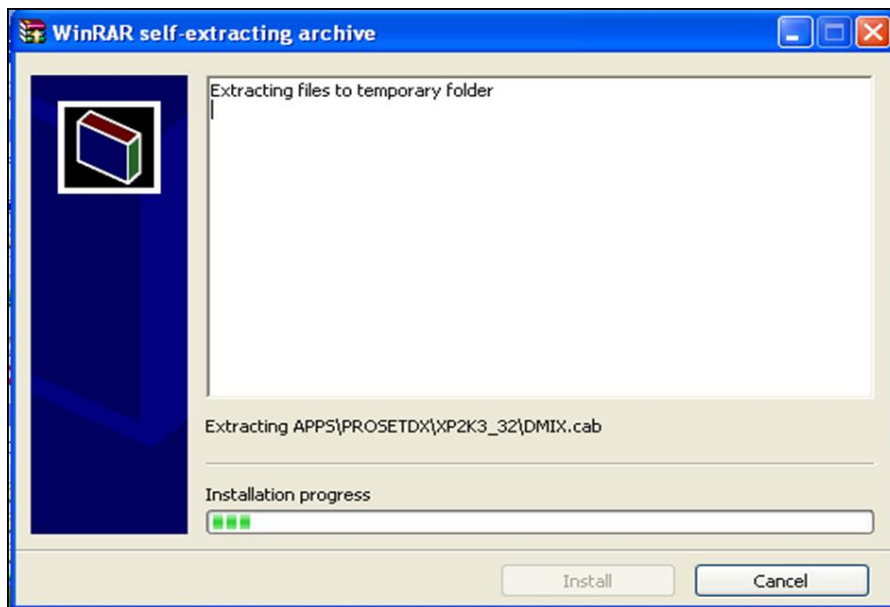 WinRAR self-extracting archive
Extracting files to temporary folder
Extracting APPS\PROSETDX\XP2K3_32\DMIX.cab
Installation progress
Install
Cancel